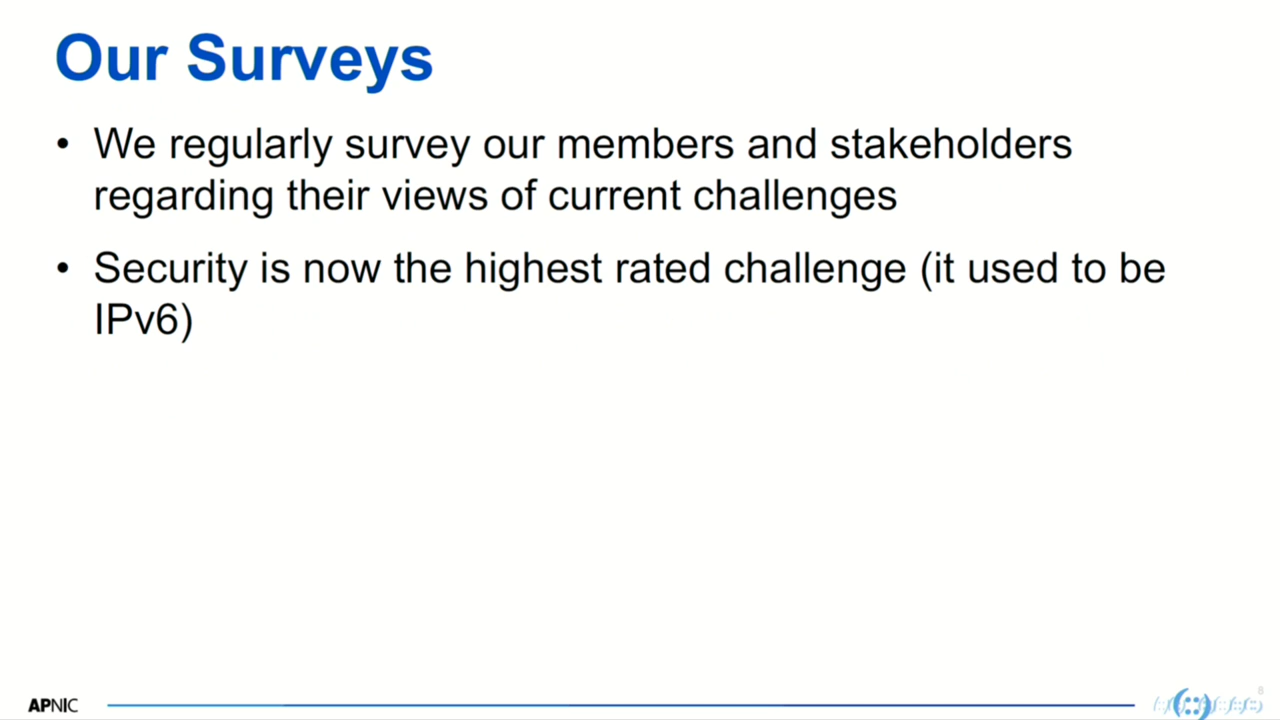 Our Surveys
• We regularly survey our members and stakeholders
regarding their views of current challenges
• Security is now the highest rated challenge (it used to be
IPv6)
APNIC
8